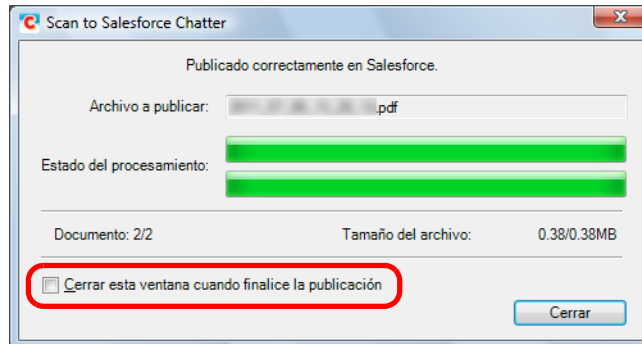 Scan to Salesforce Chatter
Publicado correctamente en Salesforce.
Archivo a publicar: .pdf
Estado del procesamiento:
Documento: 2/2 Tamaño del archivo: 0.38/0.38MB
Cerrar esta ventana cuando finalice la publicación
Cerrar